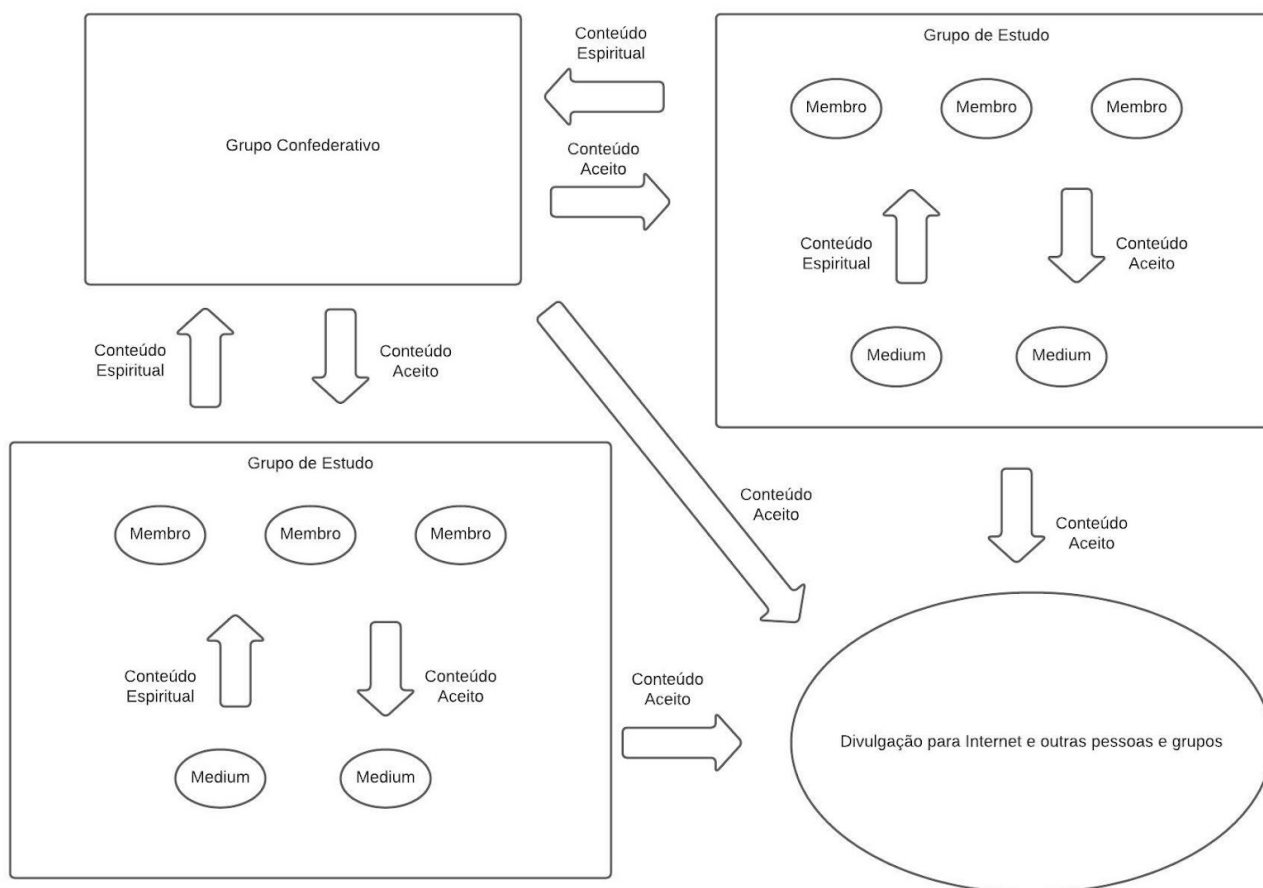 Grupo Confederativo
Conteúdo
Espiritual
Conteúdo
Aceito
Grupo de Estudo
Membro
Membro
Membro
Conteúdo
Espiritual
Conteúdo
Aceito
Medium
Medium
Conteúdo
Espiritual
Conteúdo
Aceito
Grupo de Estudo
Membro
Membro
Membro
Conteúdo
Espiritual
Conteúdo
Aceito
Medium
Medium
Conteúdo
Aceito
Conteúdo
Aceito
Conteúdo
Aceito
Divulgação para Internet e outras pessoas e grupos